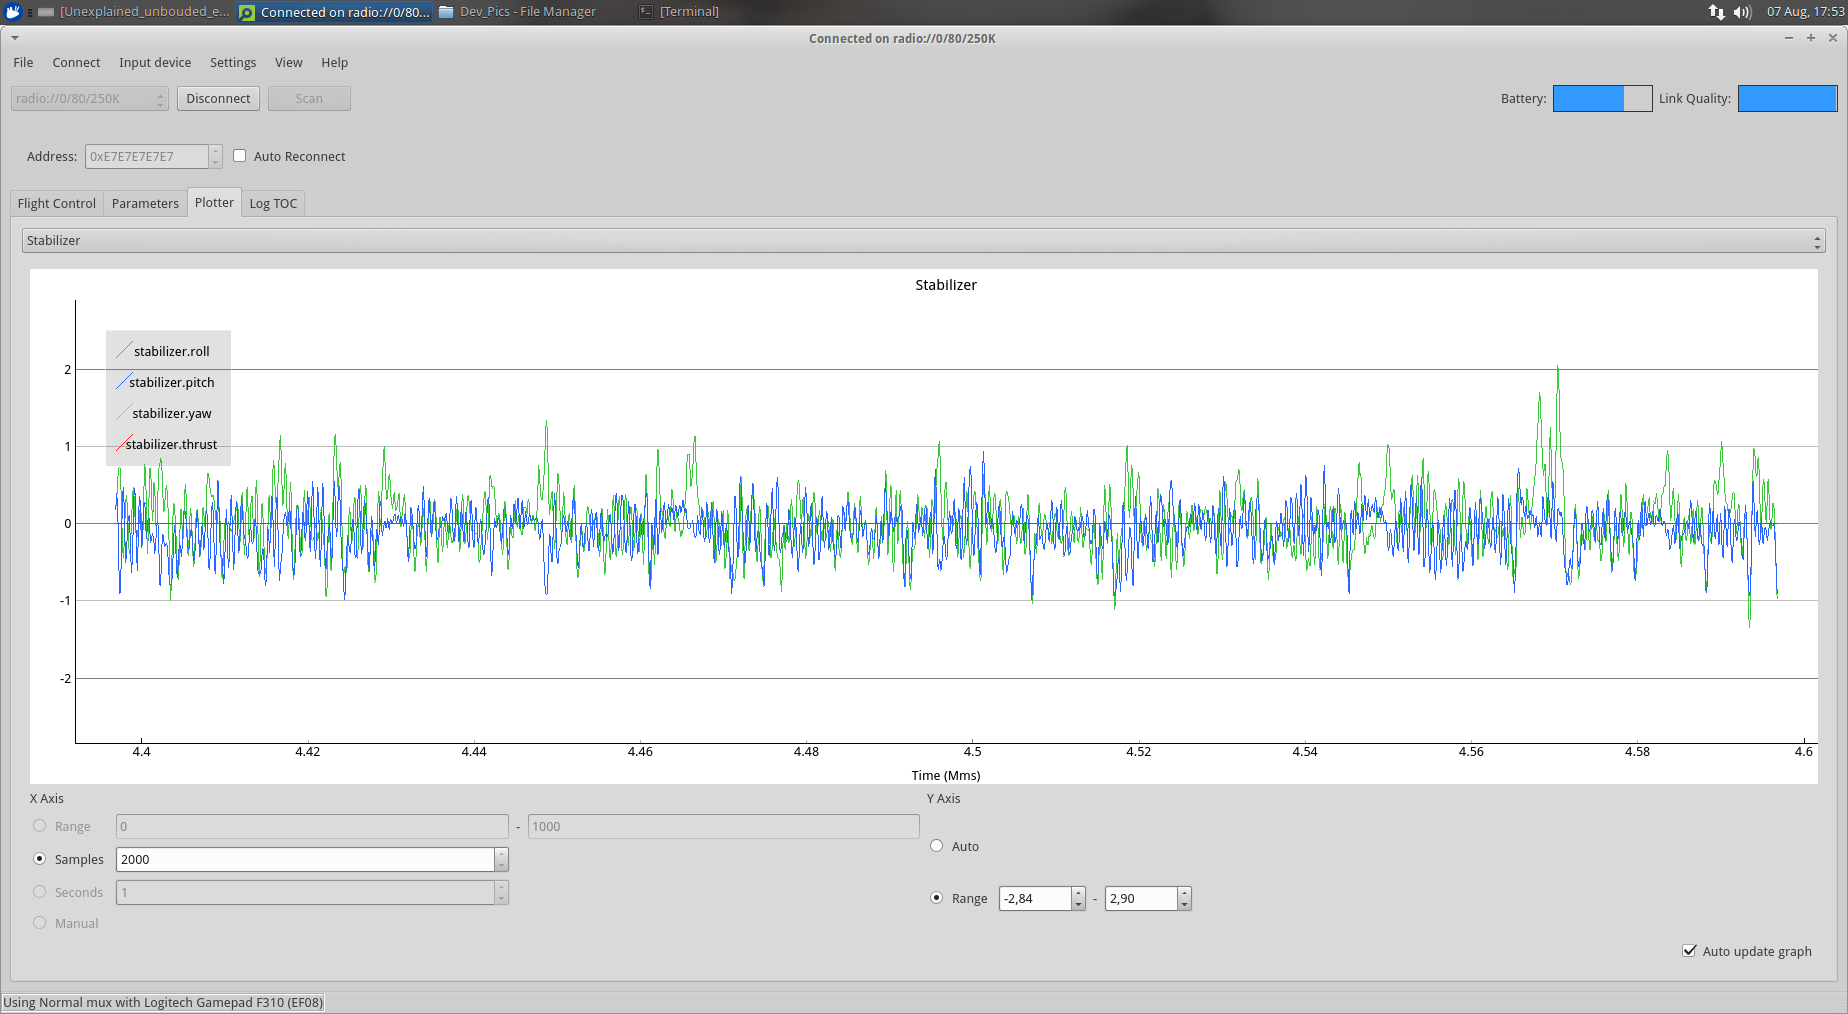 [Unexplained_unbouded_e... Connected on radio://0/80... Dev_Pics - File Manager [Terminal] 07 Aug, 17:53
Connected on radio://0/80/250K
File Connect Input device Settings View Help
radio://0/80/250K Disconnect Scan Battery: Link Quality:
Address: 0xE7E7E7E7E7 Auto Reconnect
Flight Control Parameters Plotter Log TOC
Stabilizer
Stabilizer
stabilizer.roll
2
stabilizer.pitch
stabilizer.yaw
stabilizer.thrust
1
0
-1
-2
4.4 4.42 4.44 4.46 4.48 4.5 4.52 4.54 4.56 4.58 4.6
Time (Mms)
X Axis Y Axis
Range 0 - 1000
Auto
Samples 2000
Seconds 1
Range -2,84 - 2,90
Manual
Auto update graph
Using Normal mux with Logitech Gamepad F310 (EF08)